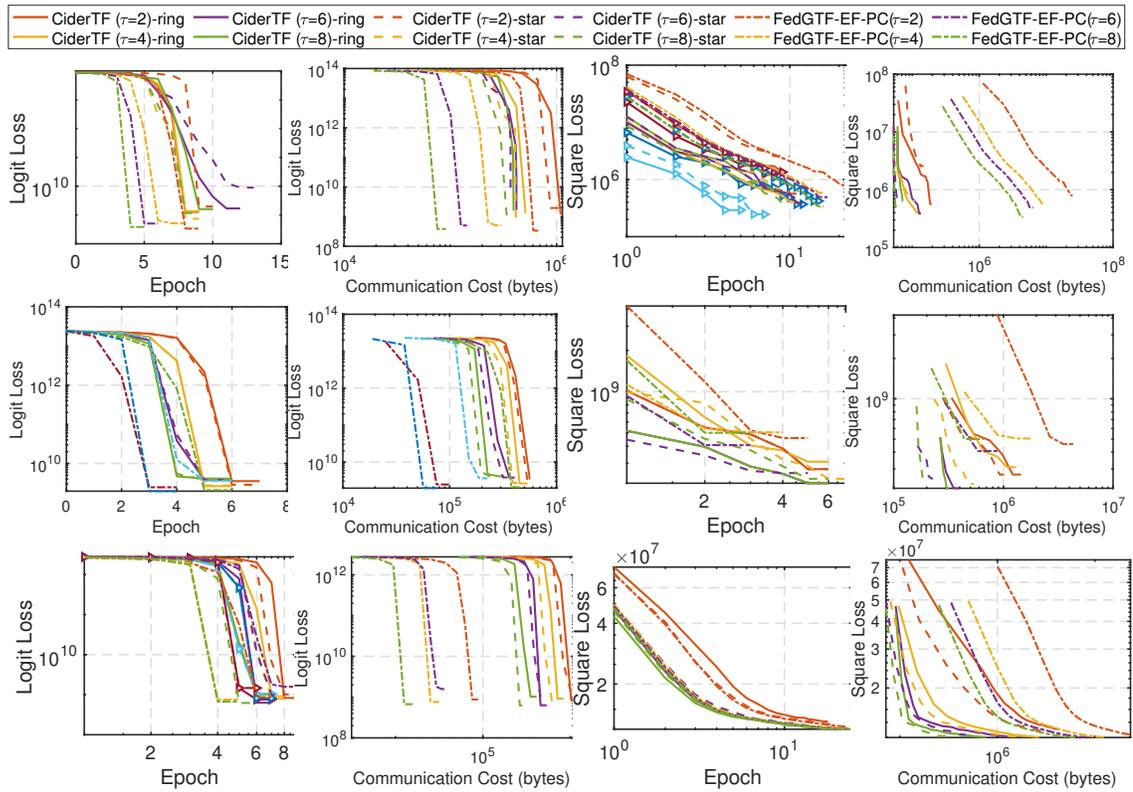 CiderTF (τ=2)-ring CiderTF (τ=6)-ring CiderTF (τ=2)-star CiderTF (τ=6)-star FedGTF-EF-PC(τ=2) FedGTF-EF-PC(τ=6)
CiderTF (τ=4)-ring CiderTF (τ=8)-ring CiderTF (τ=4)-star CiderTF (τ=8)-star FedGTF-EF-PC(τ=4) FedGTF-EF-PC(τ=8)
Logit Loss
10^10
0 5 10 15
Epoch
Logit Loss
10^14
10^12
10^10
10^8
10^4 10^6
Communication Cost (bytes)
Square Loss
10^8
10^6
10^0 10^1
Epoch
Square Loss
10^8
10^7
10^6
10^5
10^6 10^8
Communication Cost (bytes)
Logit Loss
10^14
10^12
10^10
0 2 4 6 8
Epoch
Logit Loss
10^14
10^12
10^10
10^4 10^5 10^6
Communication Cost (bytes)
Square Loss
10^9
2 4 6
Epoch
Square Loss
10^9
10^5 10^6 10^7
Communication Cost (bytes)
Logit Loss
10^10
2 4 6 8
Epoch
Logit Loss
10^12
10^10
10^8
10^5
Communication Cost (bytes)
Square Loss
×10^7
6
4
2
10^0 10^1
Epoch
Square Loss
×10^7
7
6
5
4
3
2
10^6
Communication Cost (bytes)